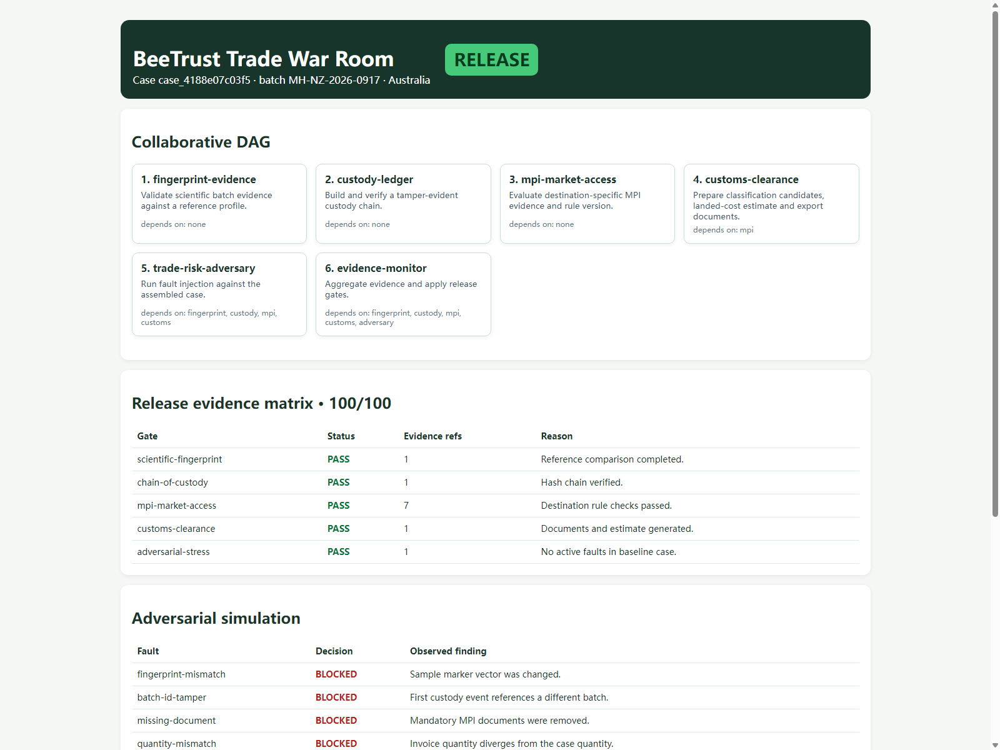 BeeTrust Trade War Room
RELEASE
Case case_4188e07c03f5 · batch MH-NZ-2026-0917 · Australia
Collaborative DAG
1. fingerprint-evidence
Validate scientific batch evidence
against a reference profile.
depends on: none
2. custody-ledger
Build and verify a tamper-evident
custody chain.
depends on: none
3. mpi-market-access
Evaluate destination-specific MPI
evidence and rule version.
depends on: none
4. customs-clearance
Prepare classification candidates,
landed-cost estimate and export
documents.
depends on: mpi
5. trade-risk-adversary
Run fault injection against the
assembled case.
depends on: fingerprint, custody, mpi,
customs
6. evidence-monitor
Aggregate evidence and apply release
gates.
depends on: fingerprint, custody, mpi,
customs, adversary
Release evidence matrix • 100/100
Gate Status Evidence refs Reason
scientific-fingerprint PASS 1 Reference comparison completed.
chain-of-custody PASS 1 Hash chain verified.
mpi-market-access PASS 7 Destination rule checks passed.
customs-clearance PASS 1 Documents and estimate generated.
adversarial-stress PASS 1 No active faults in baseline case.
Adversarial simulation
Fault Decision Observed finding
fingerprint-mismatch BLOCKED Sample marker vector was changed.
batch-id-tamper BLOCKED First custody event references a different batch.
missing-document BLOCKED Mandatory MPI documents were removed.
quantity-mismatch BLOCKED Invoice quantity diverges from the case quantity.